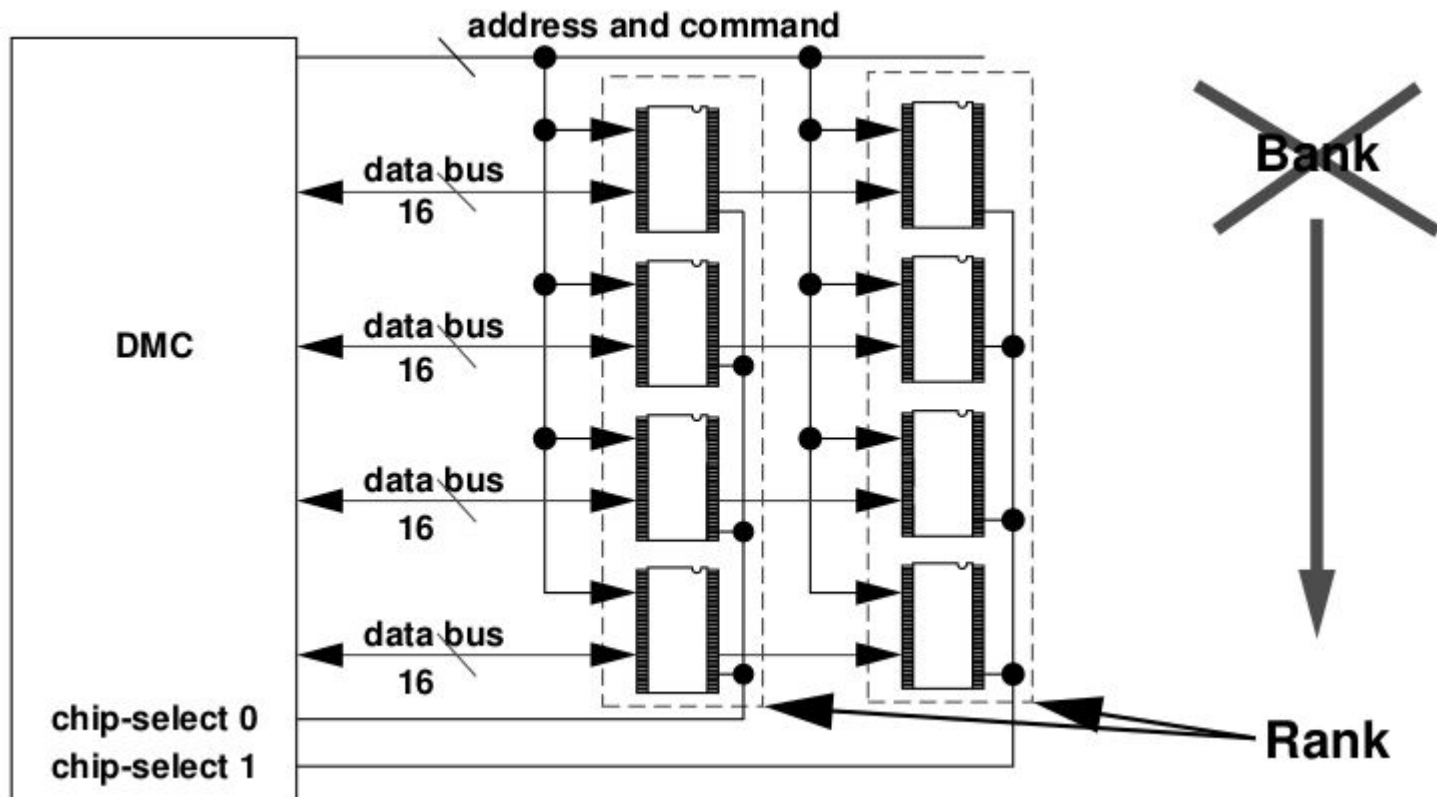 address and command
Bank
data bus
16
DMC
data bus
16
data bus
16
data bus
16
chip-select 0
chip-select 1
Rank